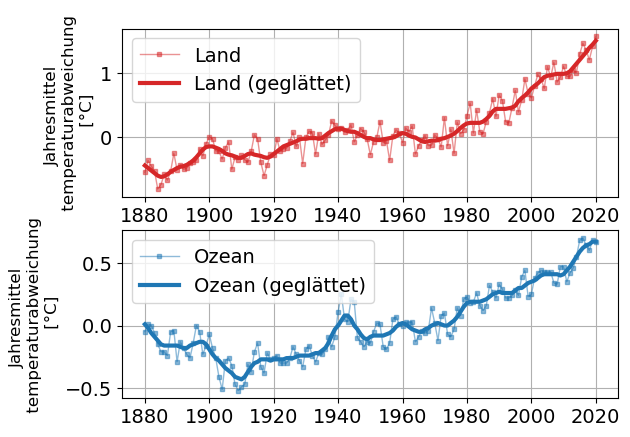 Jahresmittel
temperaturabweichung
[°C]
Land
Land (geglättet)
1
0
1880 1900 1920 1940 1960 1980 2000 2020
Jahresmittel
temperaturabweichung
[°C]
Ozean
Ozean (geglättet)
0.5
0.0
−0.5
1880 1900 1920 1940 1960 1980 2000 2020